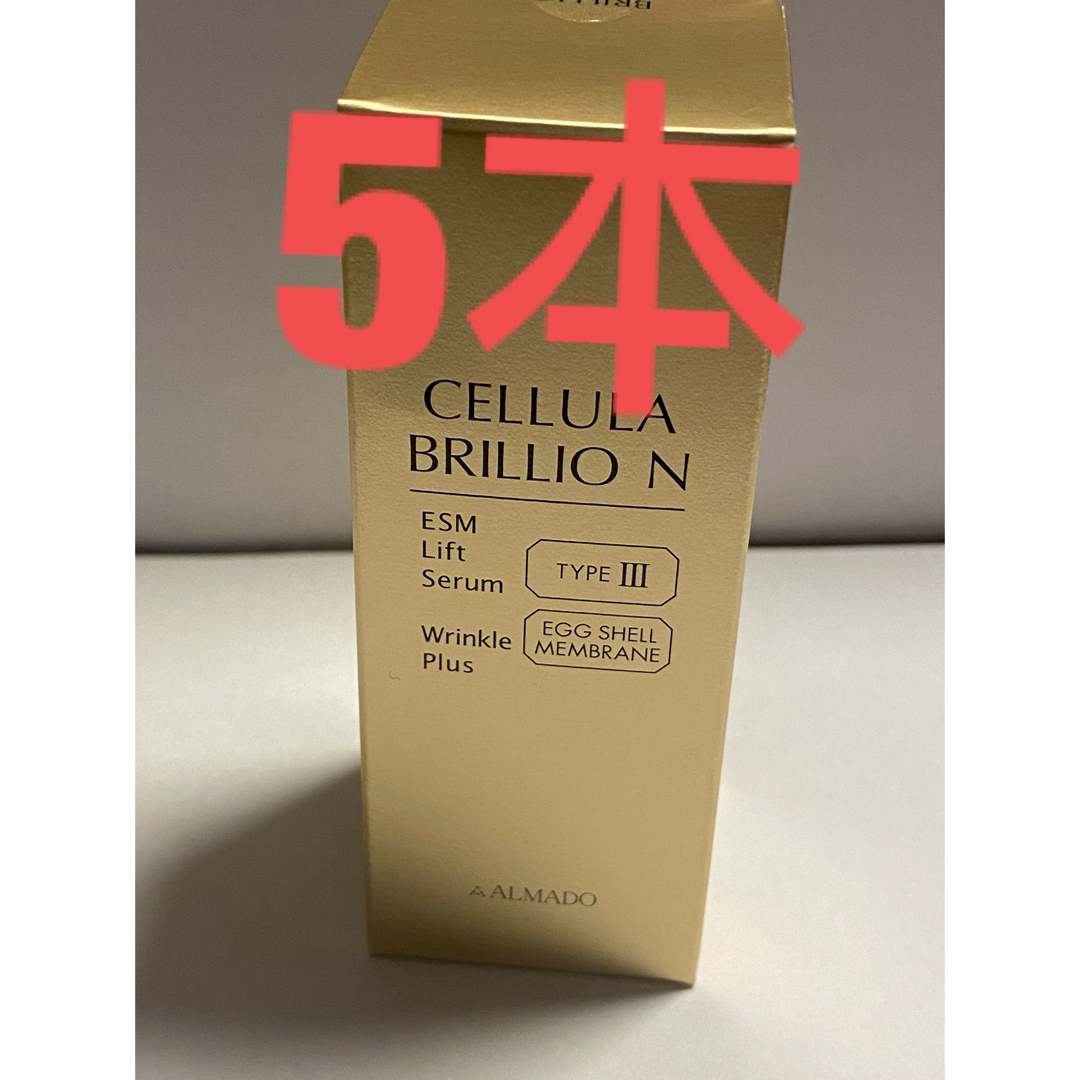 5本
CELLULA
BRILLIO N
ESM
Lift
Serum
TYPE III
Wrinkle
Plus
EGG SHELL
MEMBRANE
ALMADO